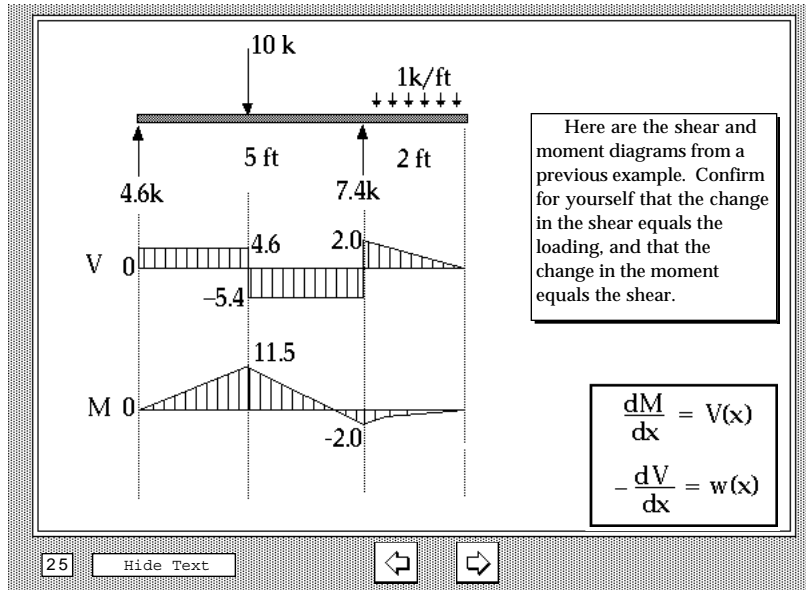 10 k
1k/ft
5 ft
2 ft
4.6k
7.4k
V 0
4.6
2.0
–5.4
M 0
11.5
-2.0
Here are the shear and
moment diagrams from a
previous example. Confirm
for yourself that the change
in the shear equals the
loading, and that the
change in the moment
equals the shear.
dM/dx = V(x)
– dV/dx = w(x)
25
Hide Text